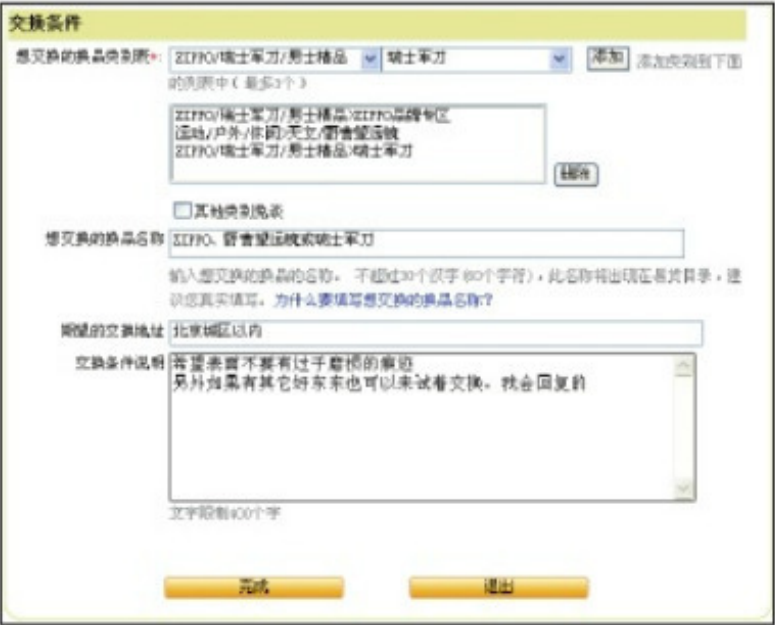 交换条件
想交换的换品类别表*: ZIPPO/瑞士军刀/男士精品 瑞士军刀 添加 添加类别到下面
的列表中(最多3个)
ZIPPO/瑞士军刀/男士精品>ZIPPO品牌专区
运动/户外/休闲>天文/野营望远镜
ZIPPO/瑞士军刀/男士精品>瑞士军刀
删除
其他类别免谈
想交换的换品名称 ZIPPO、野营望远镜或瑞士军刀
输入想交换的换品的名称。不超过30个汉字(60个字符),此名称将出现在易货目录,建
议您真实填写。为什么要填写想交换的换品名称?
期望的交换地址 北京城区以内
交换条件说明 希望表面不要有过于磨损的痕迹
另外如果有其它好东东也可以来试着交换。我会回复的
文字限制400个字
完成 退出